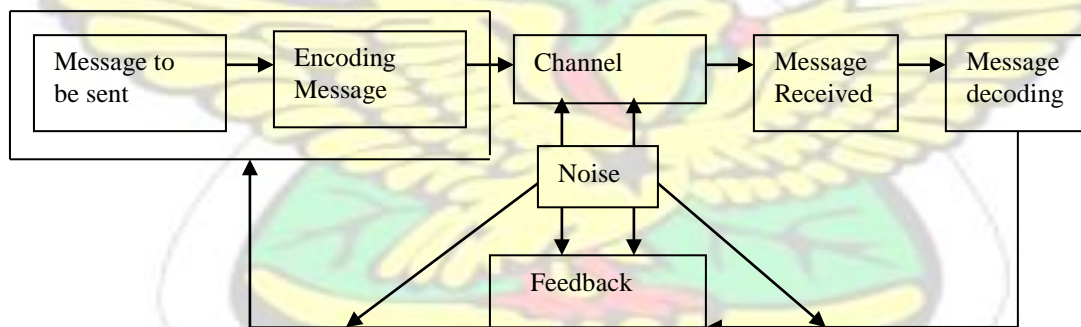 Message to
be sent
Encoding
Message
Channel
Message
Received
Message
decoding
Noise
Feedback